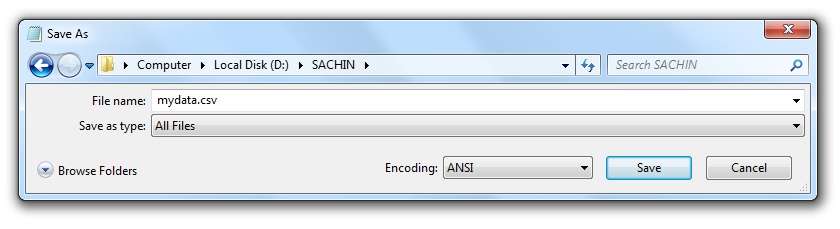 Save As
Computer Local Disk (D:) SACHIN Search SACHIN
File name: mydata.csv
Save as type: All Files
Browse Folders Encoding: ANSI Save Cancel